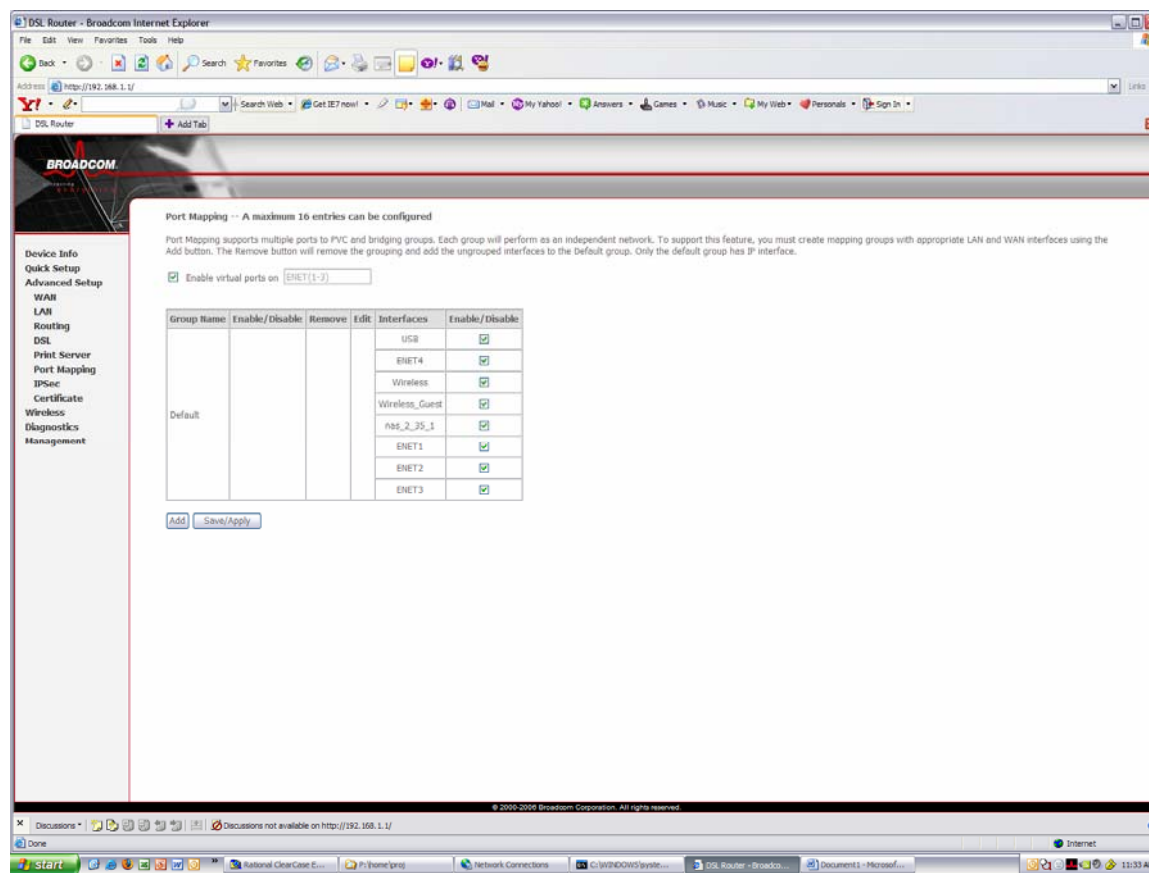 DSL Router - Broadcom Internet Explorer
File Edit View Favorites Tools Help
Back Search Favorites
Address http://192.168.1.1/ Links
Y! Search Web Get IE7 now! Mail My Yahoo! Answers Games Music My Web Personals Sign In
DSL Router Add Tab
BROADCOM.
Port Mapping -- A maximum 16 entries can be configured
Port Mapping supports multiple ports to PVC and bridging groups. Each group will perform as an independent network. To support this feature, you must create mapping groups with appropriate LAN and WAN interfaces using the
Add button. The Remove button will remove the grouping and add the ungrouped interfaces to the Default group. Only the default group has IP interface.
Enable virtual ports on ENET(1-3)
Device Info
Quick Setup
Advanced Setup
WAN
LAN
Routing
DSL
Print Server
Port Mapping
IPSec
Certificate
Wireless
Diagnostics
Management
Group Name Enable/Disable Remove Edit Interfaces Enable/Disable
Default
USB
ENET4
Wireless
Wireless_Guest
nas_2_35_1
ENET1
ENET2
ENET3
Add Save/Apply
© 2000-2006 Broadcom Corporation. All rights reserved.
Discussions Discussions not available on http://192.168.1.1/
Done Internet
start Rational ClearCase E... P:\home\proj Network Connections C:\WINDOWS\syste... DSL Router - Broadco... Document1 - Microsof... 11:33 A